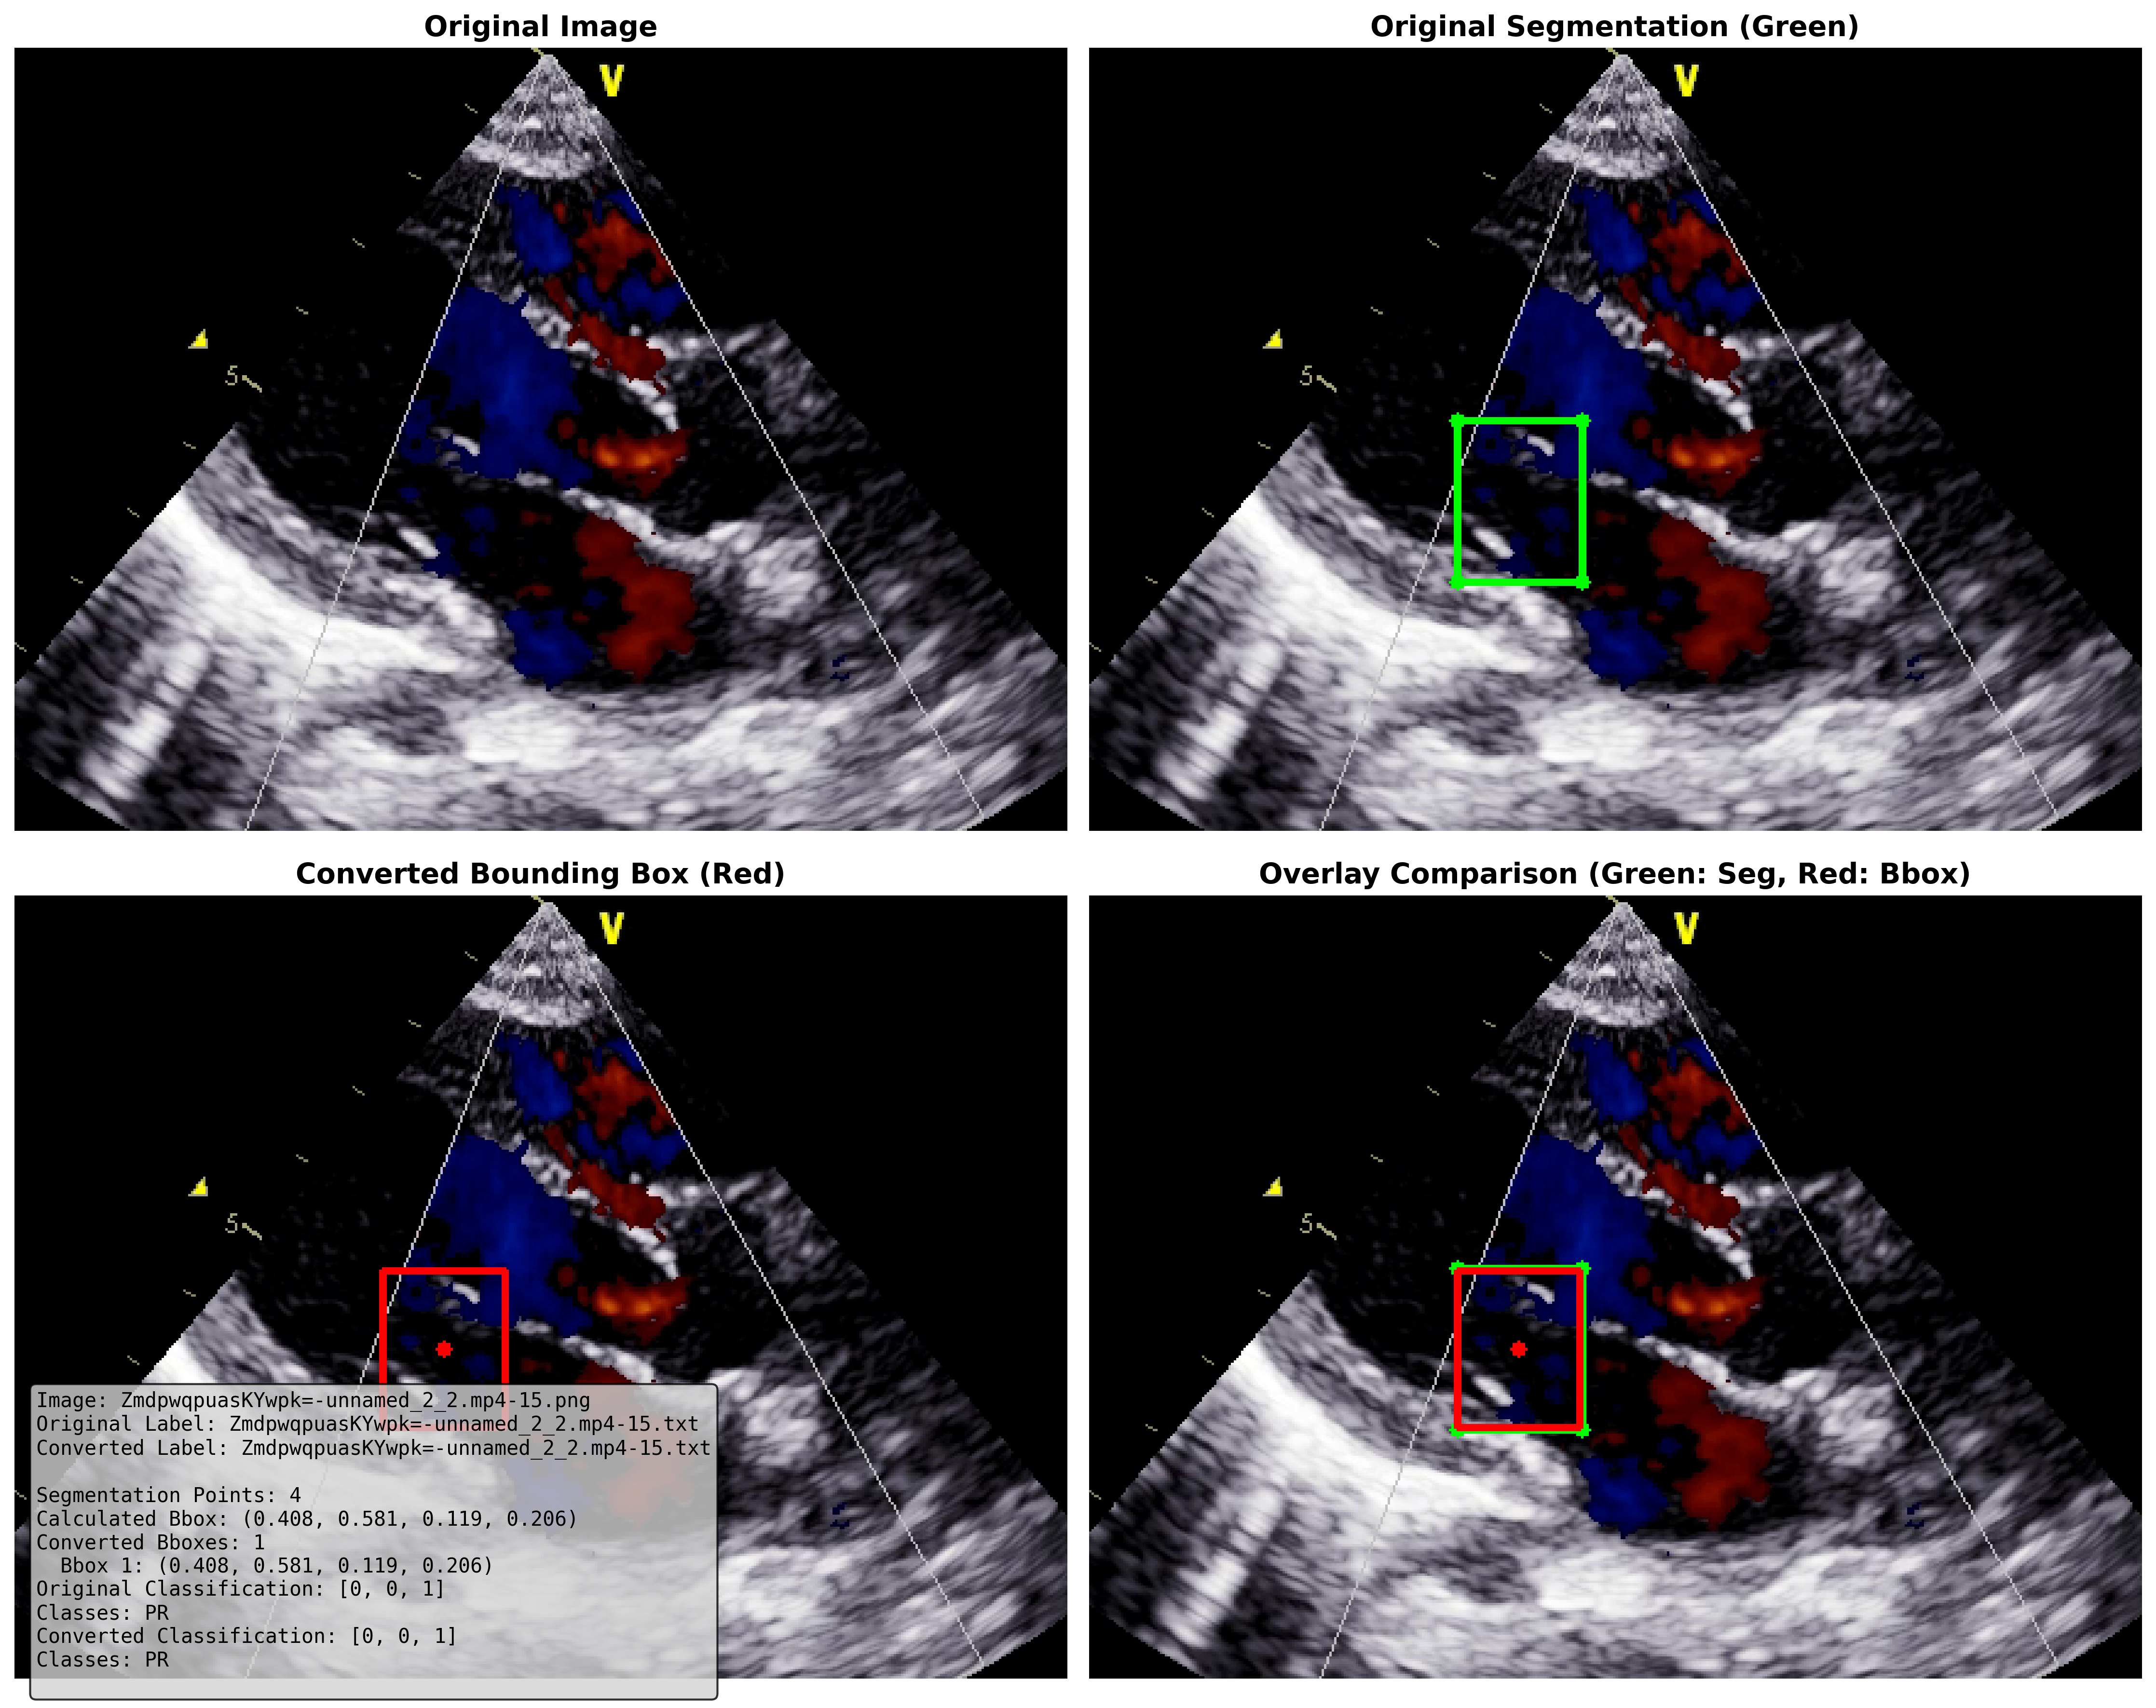 Original Image
Original Segmentation (Green)
V
5
V
5
Converted Bounding Box (Red)
Overlay Comparison (Green: Seg, Red: Bbox)
V
5
V
5
Image: ZmdpwqpuasKYwpk=-unnamed_2_2.mp4-15.png
Original Label: ZmdpwqpuasKYwpk=-unnamed_2_2.mp4-15.txt
Converted Label: ZmdpwqpuasKYwpk=-unnamed_2_2.mp4-15.txt
Segmentation Points: 4
Calculated Bbox: (0.408, 0.581, 0.119, 0.206)
Converted Bboxes: 1
Bbox 1: (0.408, 0.581, 0.119, 0.206)
Original Classification: [0, 0, 1]
Classes: PR
Converted Classification: [0, 0, 1]
Classes: PR